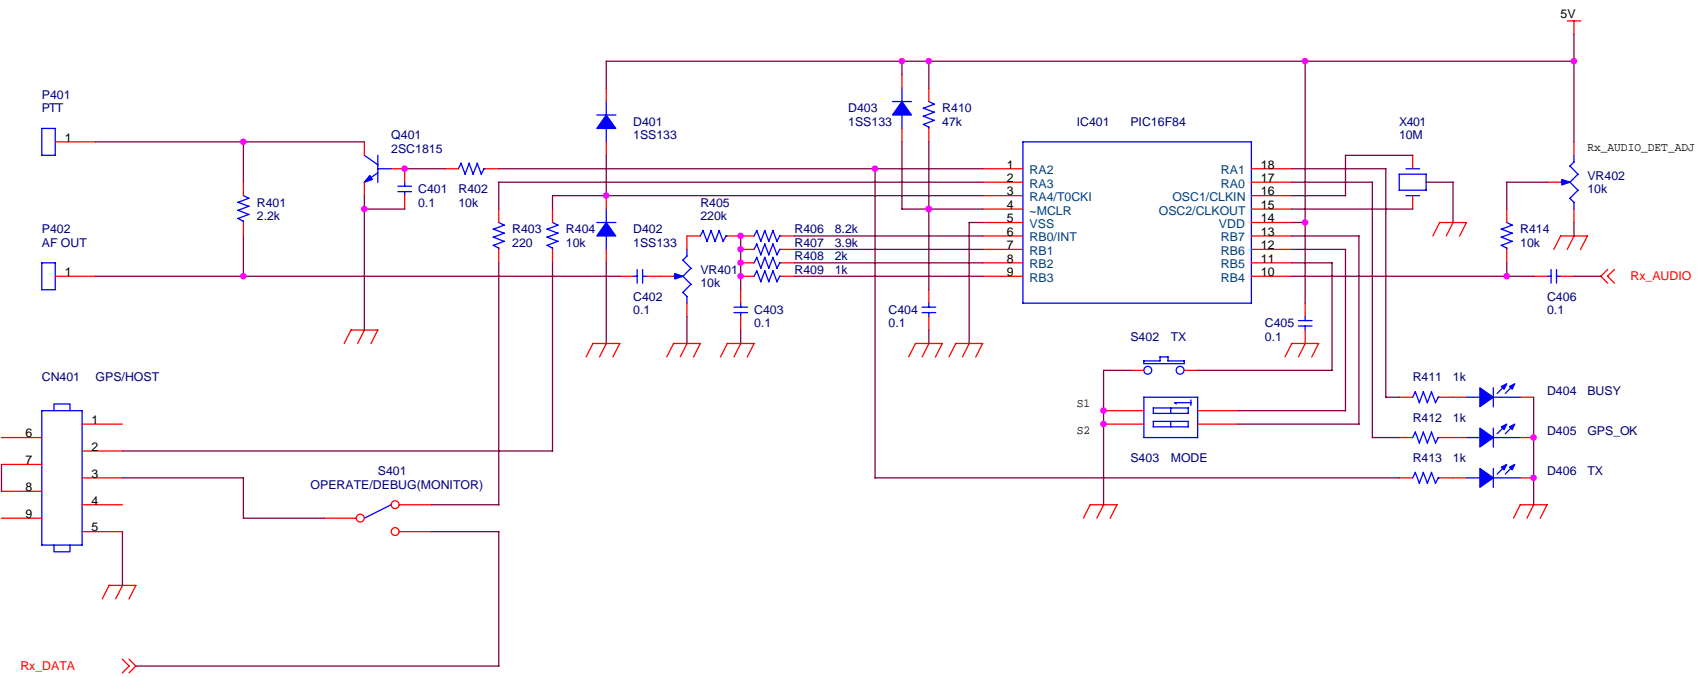 5V
P401
PTT
1
Q401
2SC1815
D401
1SS133
D403
1SS133
R410
47k
IC401 PIC16F84
X401
10M
Rx_AUDIO_DET_ADJ
VR402
10k
C401
0.1
R402
10k
R401
2.2k
R403
220
R404
10k
D402
1SS133
R405
220k
R406 8.2k
R407 3.9k
R408 2k
R409 1k
1 RA2
2 RA3
3 RA4/T0CKI
4 ~MCLR
5 VSS
6 RB0/INT
7 RB1
8 RB2
9 RB3
RA1 18
RA0 17
OSC1/CLKIN 16
OSC2/CLKOUT 15
VDD 14
RB7 13
RB6 12
RB5 11
RB4 10
R414
10k
P402
AF OUT
1
C402
0.1
VR401
10k
C403
0.1
C404
0.1
C405
0.1
C406
0.1
Rx_AUDIO
S402 TX
S1
S2
S403 MODE
R411 1k
D404 BUSY
R412 1k
D405 GPS_OK
R413 1k
D406 TX
CN401 GPS/HOST
1
6
2
7
3
8
4
9
5
S401
OPERATE/DEBUG(MONITOR)
Rx_DATA